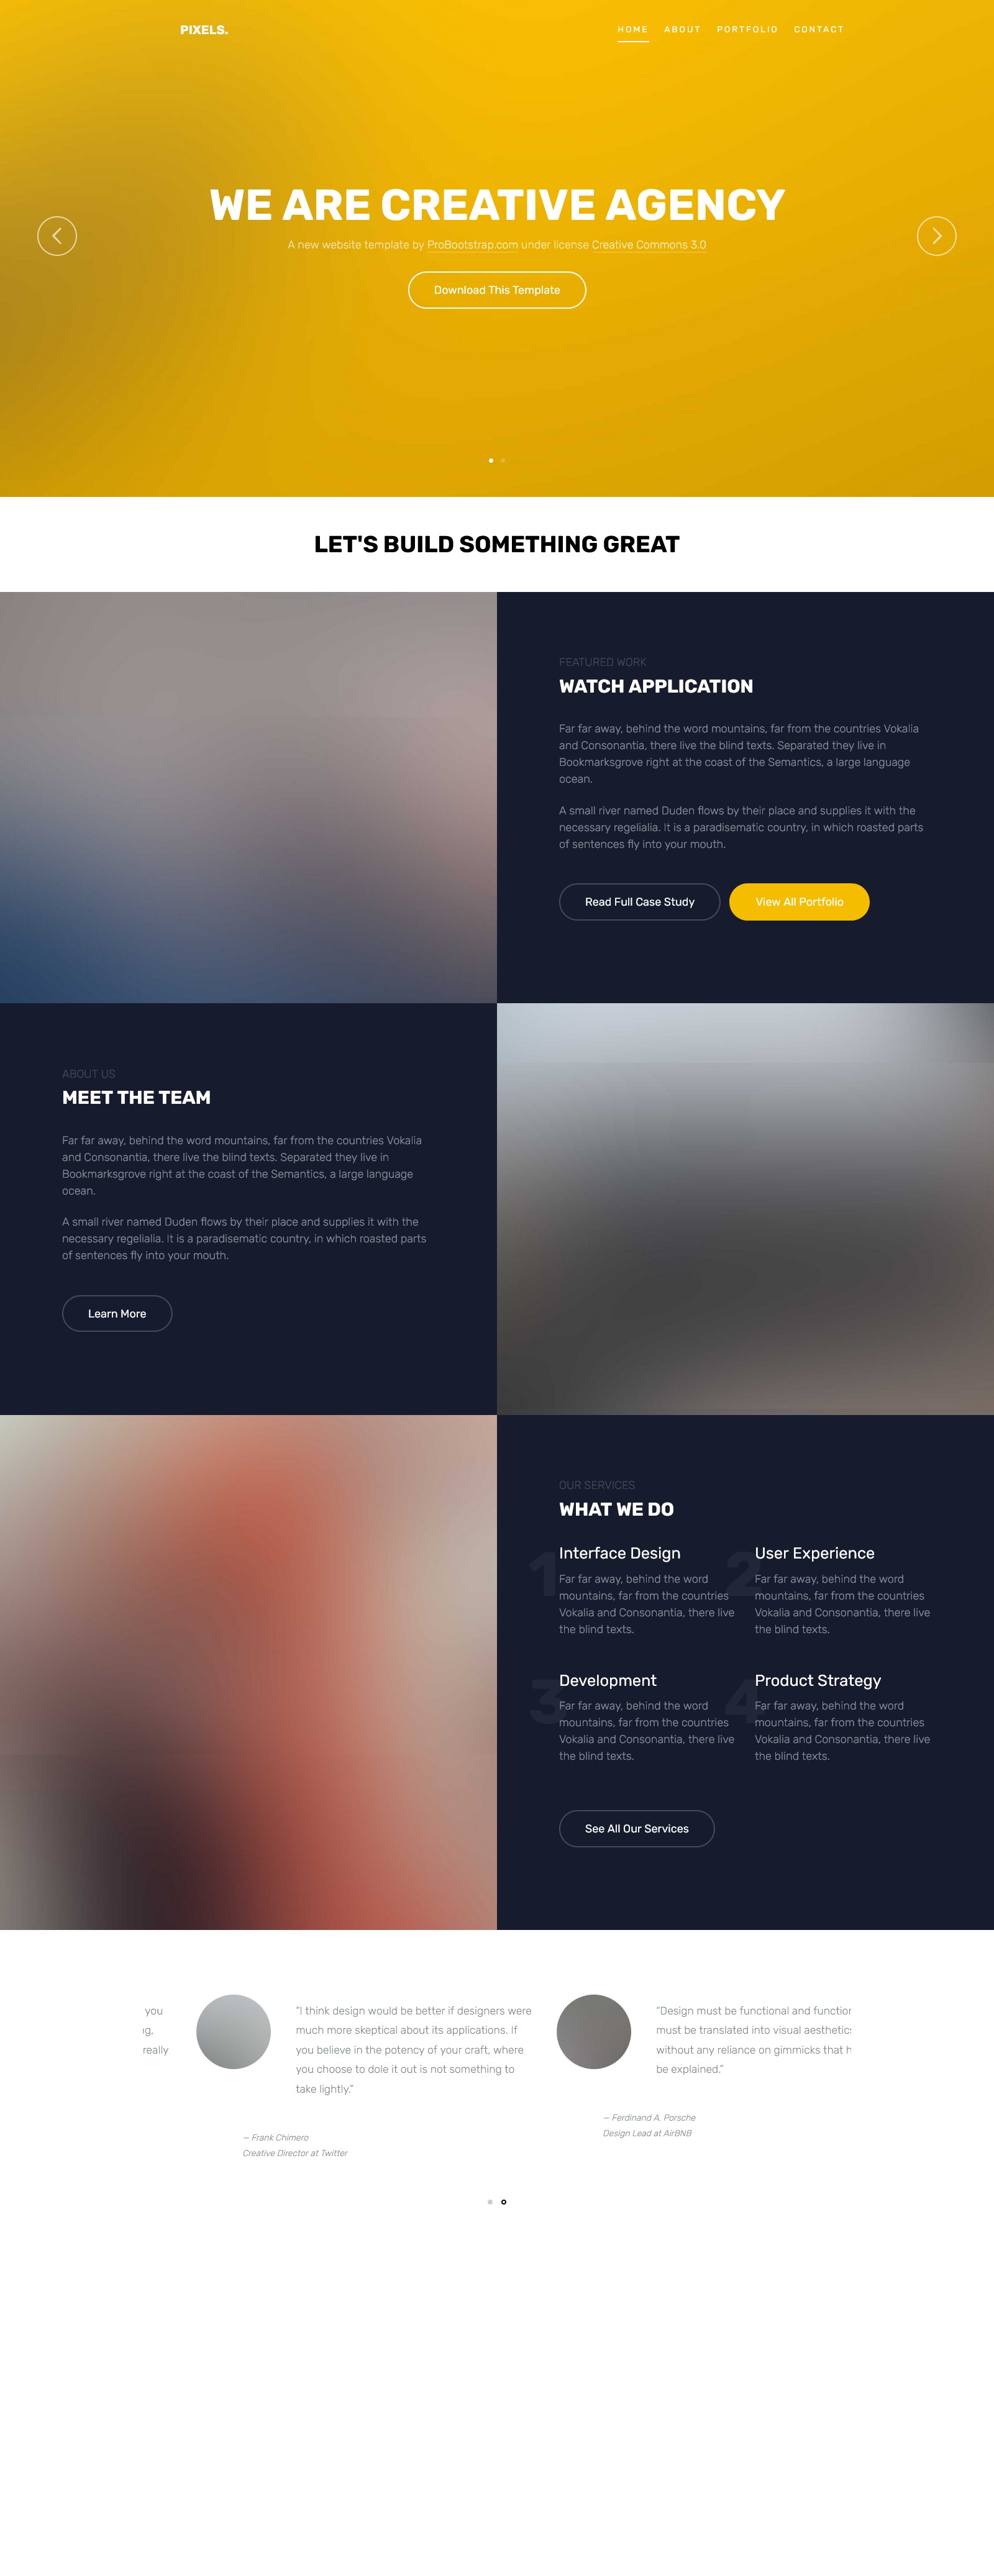 PIXELS.
HOME ABOUT PORTFOLIO CONTACT
WE ARE CREATIVE AGENCY
A new website template by ProBootstrap.com under license Creative Commons 3.0
Download This Template
LET'S BUILD SOMETHING GREAT
FEATURED WORK
WATCH APPLICATION
Far far away, behind the word mountains, far from the countries Vokalia
and Consonantia, there live the blind texts. Separated they live in
Bookmarksgrove right at the coast of the Semantics, a large language
ocean.
A small river named Duden flows by their place and supplies it with the
necessary regelialia. It is a paradisematic country, in which roasted parts
of sentences fly into your mouth.
Read Full Case Study
View All Portfolio
ABOUT US
MEET THE TEAM
Far far away, behind the word mountains, far from the countries Vokalia
and Consonantia, there live the blind texts. Separated they live in
Bookmarksgrove right at the coast of the Semantics, a large language
ocean.
A small river named Duden flows by their place and supplies it with the
necessary regelialia. It is a paradisematic country, in which roasted parts
of sentences fly into your mouth.
Learn More
OUR SERVICES
WHAT WE DO
1
Interface Design
Far far away, behind the word
mountains, far from the countries
Vokalia and Consonantia, there live
the blind texts.
2
User Experience
Far far away, behind the word
mountains, far from the countries
Vokalia and Consonantia, there live
the blind texts.
3
Development
Far far away, behind the word
mountains, far from the countries
Vokalia and Consonantia, there live
the blind texts.
4
Product Strategy
Far far away, behind the word
mountains, far from the countries
Vokalia and Consonantia, there live
the blind texts.
See All Our Services
you
really
"I think design would be better if designers were
much more skeptical about its applications. If
you believe in the potency of your craft, where
you choose to dole it out is not something to
take lightly."
– Frank Chimero
Creative Director at Twitter
"Design must be functional and
must be translated into visual
without any reliance on gimmicks that
be explained."
– Ferdinand A. Porsche
Design Lead at AirBNB